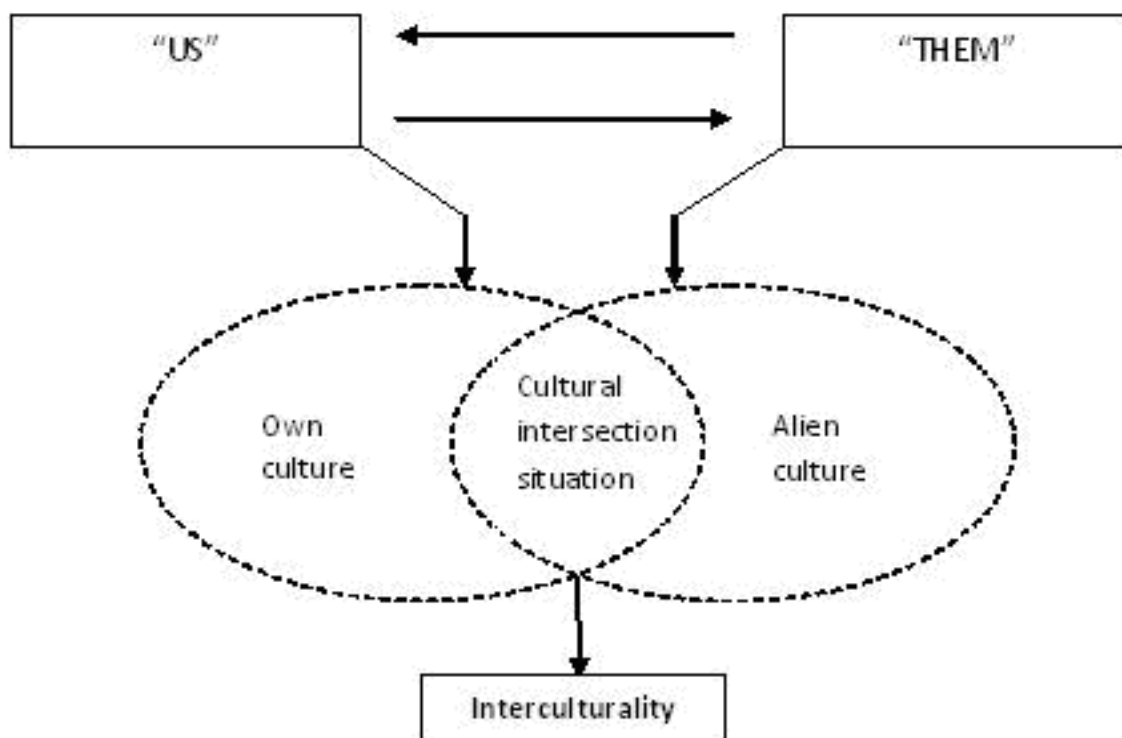 “US”
“THEM”
Own
culture
Cultural
intersection
situation
Alien
culture
Interculturality